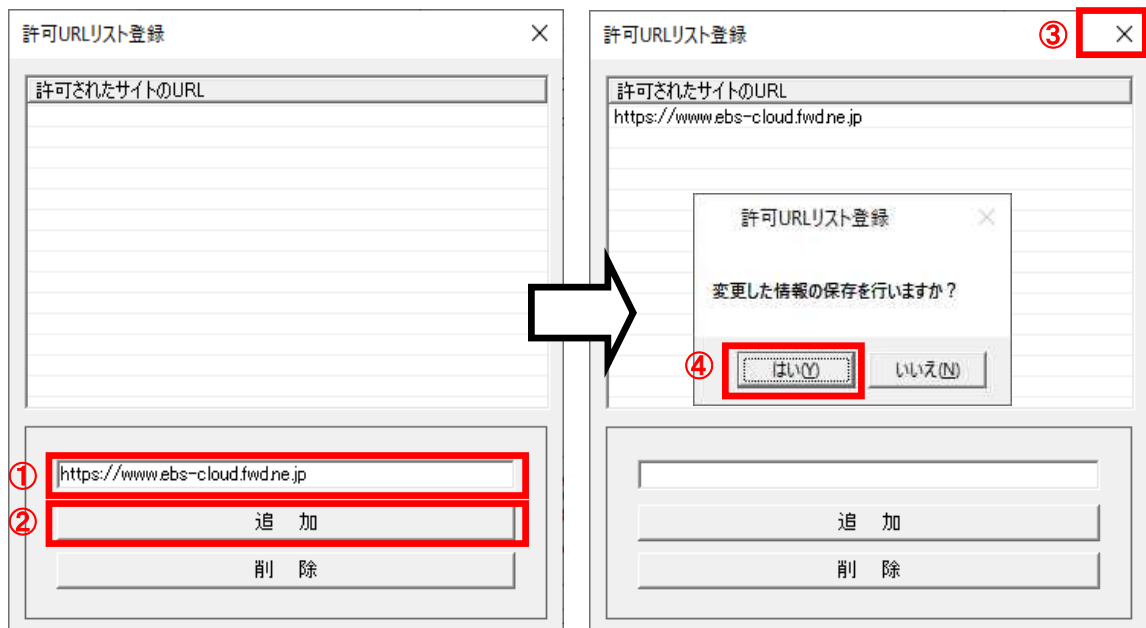 許可URLリスト登録
許可されたサイトのURL
① https://www.ebs-cloud.fwd.ne.jp
② 追 加
削 除
許可URLリスト登録 ③
許可されたサイトのURL
https://www.ebs-cloud.fwd.ne.jp
許可URLリスト登録
変更した情報の保存を行いますか？
④ はい(Y) いいえ(N)
追 加
削 除